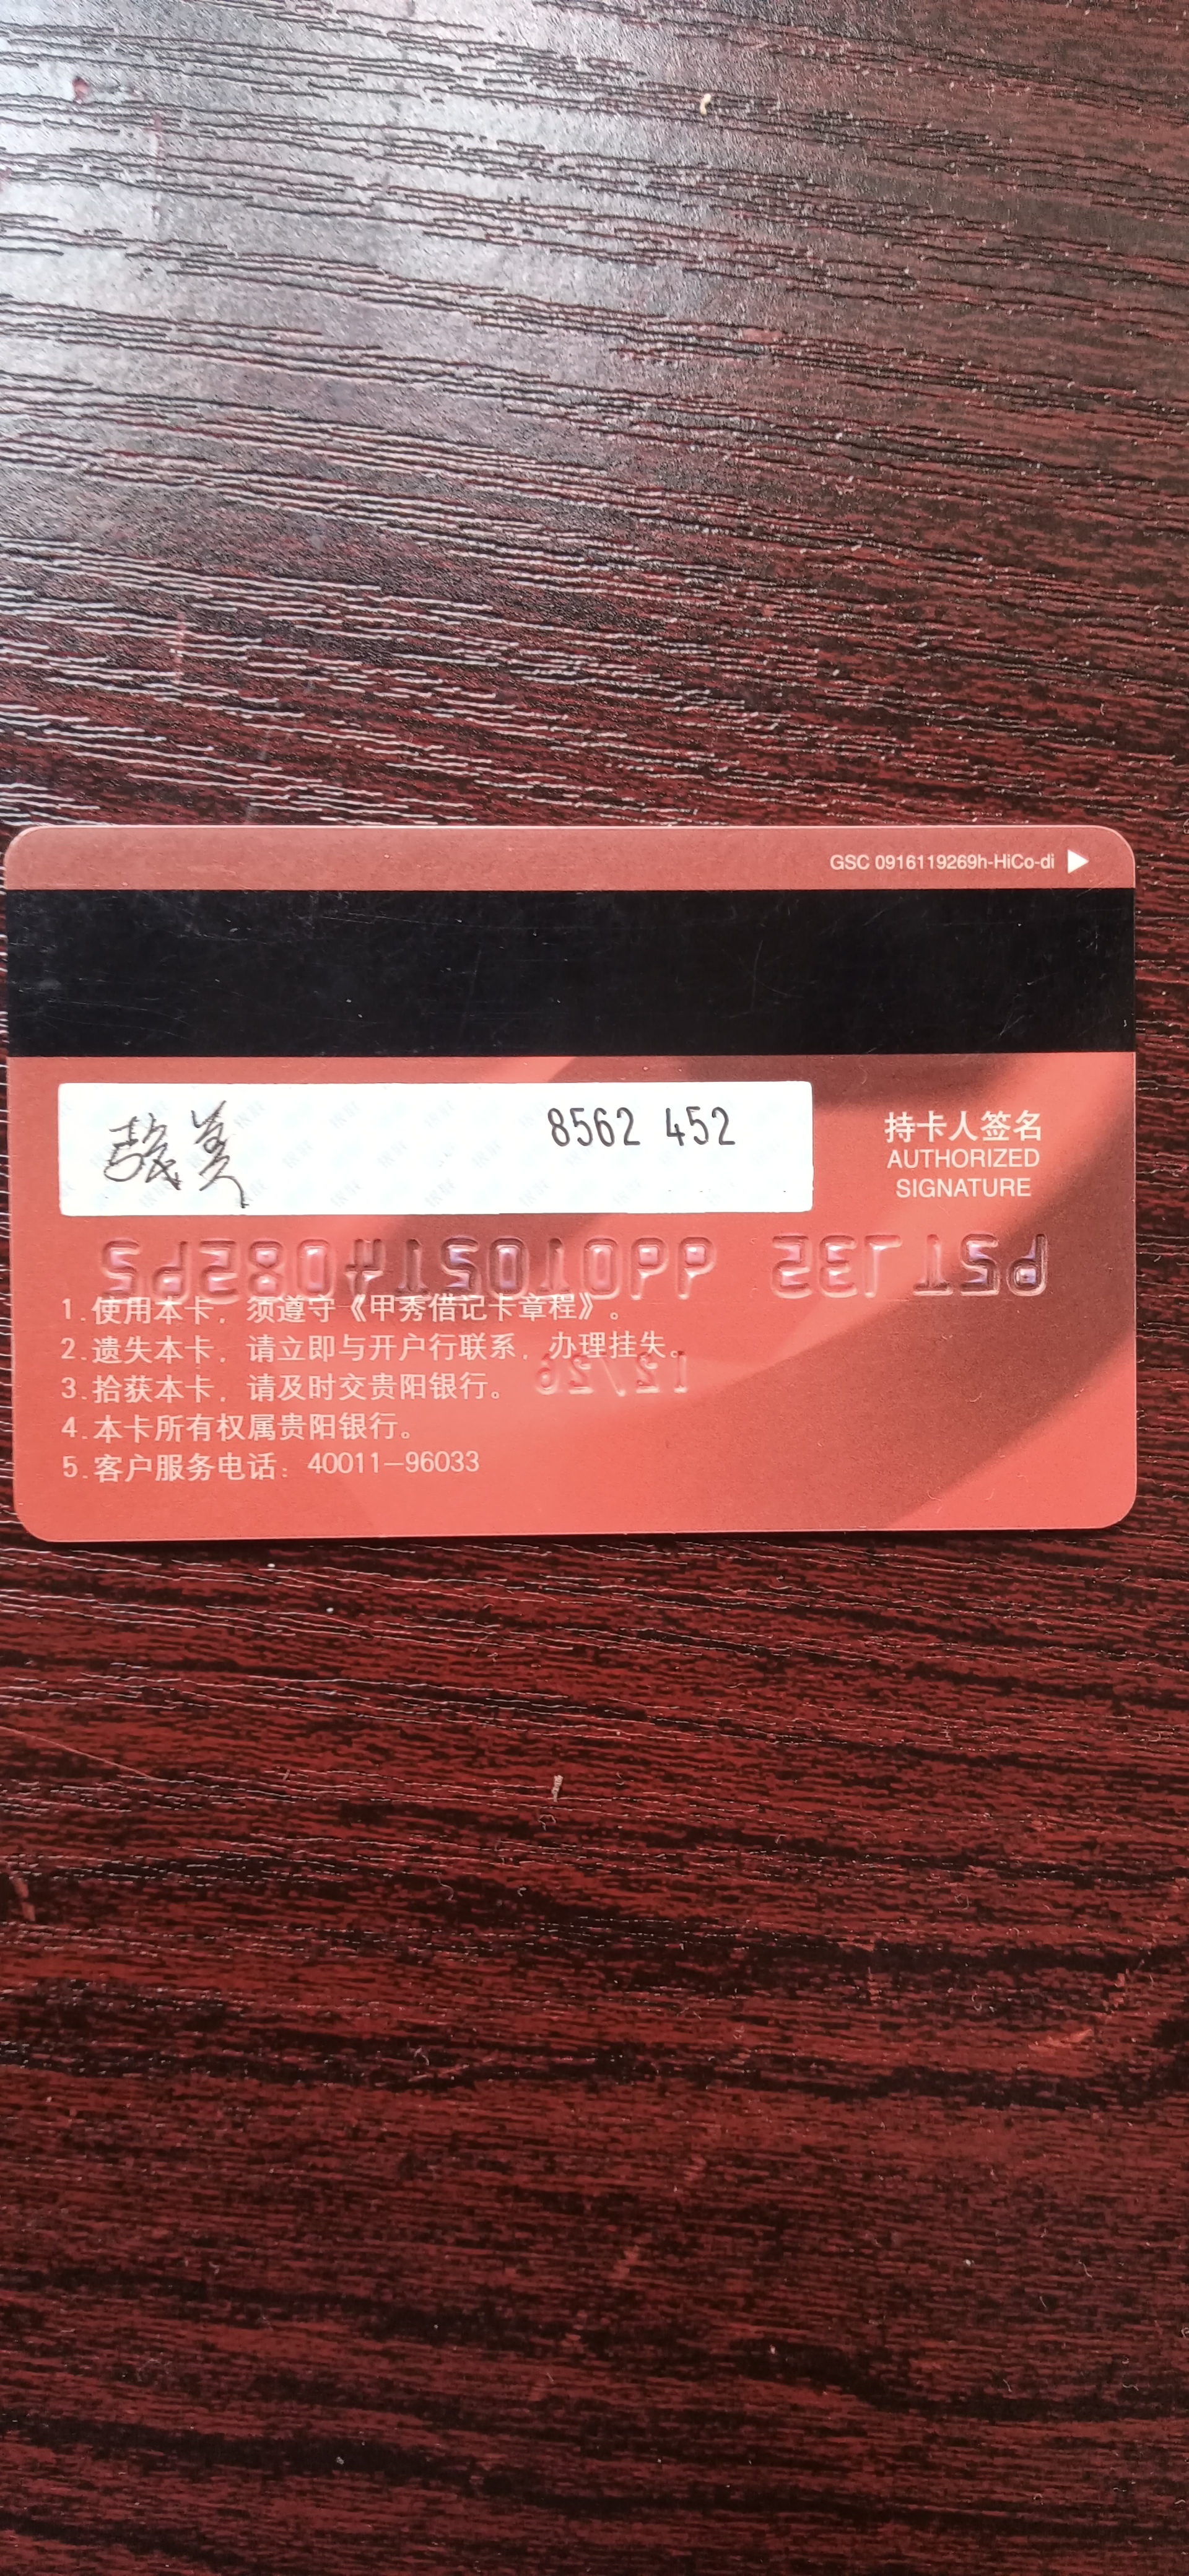 GSC 0916119269h-HiCo-di
8562 452
持卡人签名
AUTHORIZED
SIGNATURE
1.使用本卡，须遵守《甲秀借记卡章程》。
2.遗失本卡，请立即与开户行联系，办理挂失。
12/26
3.拾获本卡，请及时交贵阳银行。
4.本卡所有权属贵阳银行。
5.客户服务电话：40011-96033